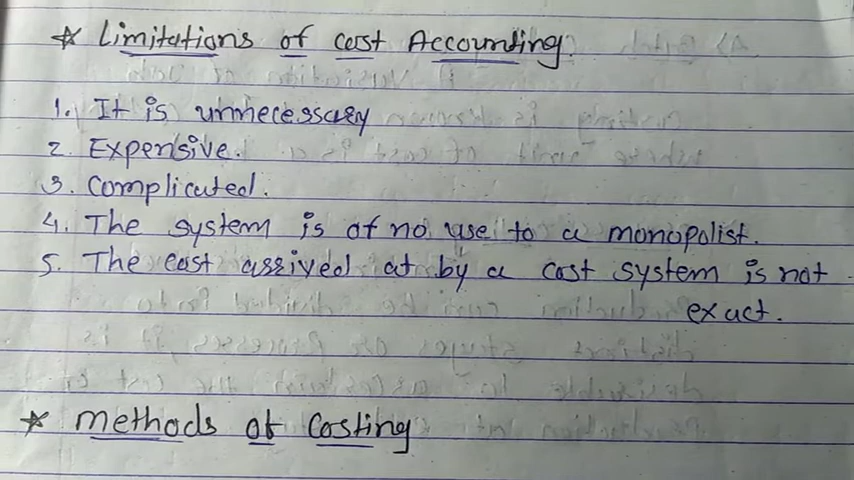 * Limitations of cost Accounting.
1. It is unnecessary
2. Expensive.
3. Complicated.
4. The system is of no use to a monopolist.
5. The cost assived at by a cost system is not
exact.
* methods of Costing